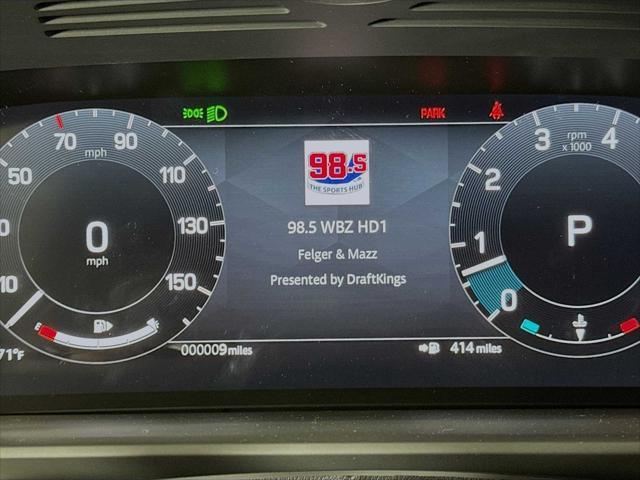 PARK
50
70
90
110
130
150
10
mph
0
mph
98.5
THE SPORTS HUB
98.5 WBZ HD1
Felger & Mazz
Presented by DraftKings
0
1
2
3
4
rpm
x 1000
P
71°F
000009 miles
414 miles